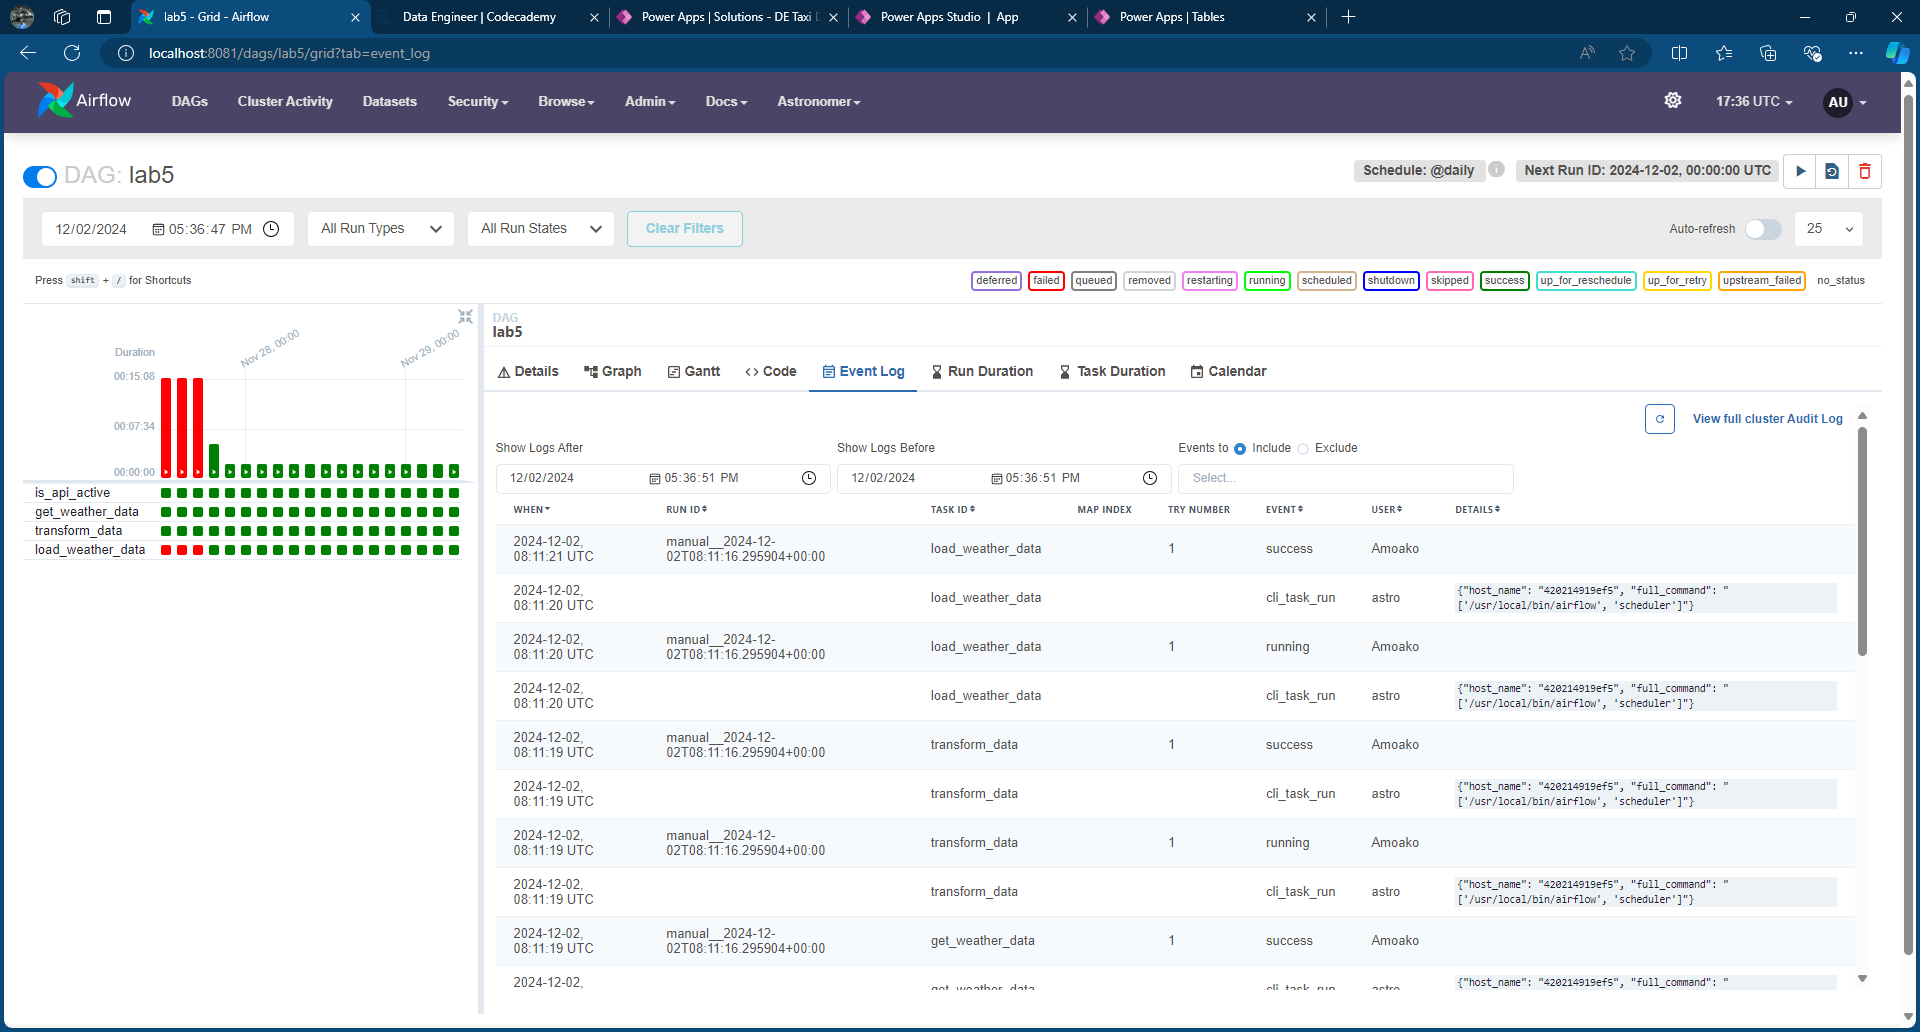 lab5 - Grid - Airflow
Data Engineer | Codecademy
Power Apps | Solutions - DE Taxi
Power Apps Studio | App
Power Apps | Tables
localhost:8081/dags/lab5/grid?tab=event_log
Airflow
DAGs
Cluster Activity
Datasets
Security
Browse
Admin
Docs
Astronomer
17:36 UTC
AU
DAG: lab5
Schedule: @daily
Next Run ID: 2024-12-02, 00:00:00 UTC
12/02/2024 05:36:47 PM
All Run Types
All Run States
Clear Filters
Auto-refresh
25
Press shift + / for Shortcuts
deferred
failed
queued
removed
restarting
running
scheduled
shutdown
skipped
success
up_for_reschedule
up_for_retry
upstream_failed
no_status
Duration
Nov 28, 00:00
Nov 29, 00:00
00:15:08
00:07:34
00:00:00
is_api_active
get_weather_data
transform_data
load_weather_data
DAG
lab5
Details
Graph
Gantt
Code
Event Log
Run Duration
Task Duration
Calendar
View full cluster Audit Log
Show Logs After
Show Logs Before
Events to Include Exclude
12/02/2024 05:36:51 PM
12/02/2024 05:36:51 PM
Select...
WHEN RUN ID TASK ID MAP INDEX TRY NUMBER EVENT USER DETAILS
2024-12-02, manual__2024-12-
08:11:21 UTC 02T08:11:16.295904+00:00 load_weather_data 1 success Amoako
2024-12-02, {"host_name": "420214919ef5", "full_command": "
08:11:20 UTC load_weather_data cli_task_run astro ['/usr/local/bin/airflow', 'scheduler']"}
2024-12-02, manual__2024-12-
08:11:20 UTC 02T08:11:16.295904+00:00 load_weather_data 1 running Amoako
2024-12-02, {"host_name": "420214919ef5", "full_command": "
08:11:20 UTC load_weather_data cli_task_run astro ['/usr/local/bin/airflow', 'scheduler']"}
2024-12-02, manual__2024-12-
08:11:19 UTC 02T08:11:16.295904+00:00 transform_data 1 success Amoako
2024-12-02, {"host_name": "420214919ef5", "full_command": "
08:11:19 UTC transform_data cli_task_run astro ['/usr/local/bin/airflow', 'scheduler']"}
2024-12-02, manual__2024-12-
08:11:19 UTC 02T08:11:16.295904+00:00 transform_data 1 running Amoako
2024-12-02, {"host_name": "420214919ef5", "full_command": "
08:11:19 UTC transform_data cli_task_run astro ['/usr/local/bin/airflow', 'scheduler']"}
2024-12-02, manual__2024-12-
08:11:19 UTC 02T08:11:16.295904+00:00 get_weather_data 1 success Amoako
2024-12-02, {"host_name": "420214919ef5", "full_command": "
get_weather_data cli_task_run astro